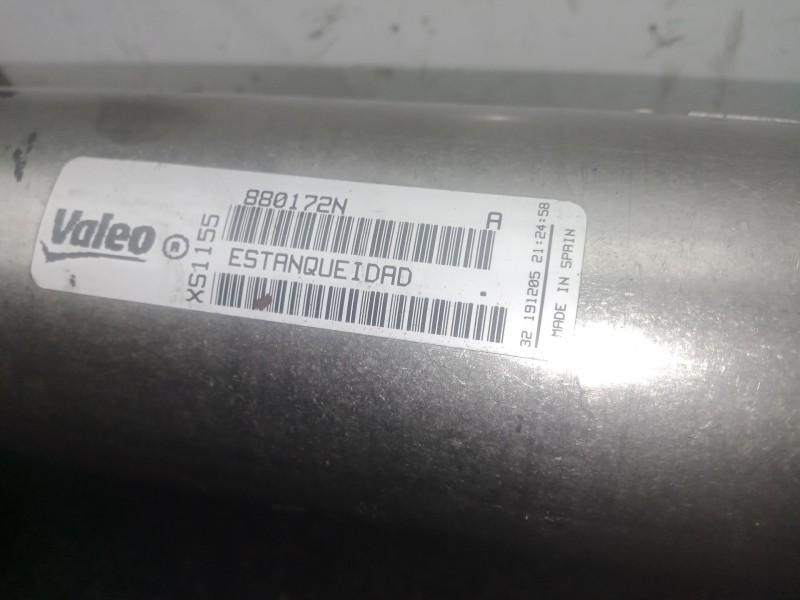 Valeo ®
XS1155
880172N A
ESTANQUEIDAD .
32 191205 21:24:58
MADE IN SPAIN